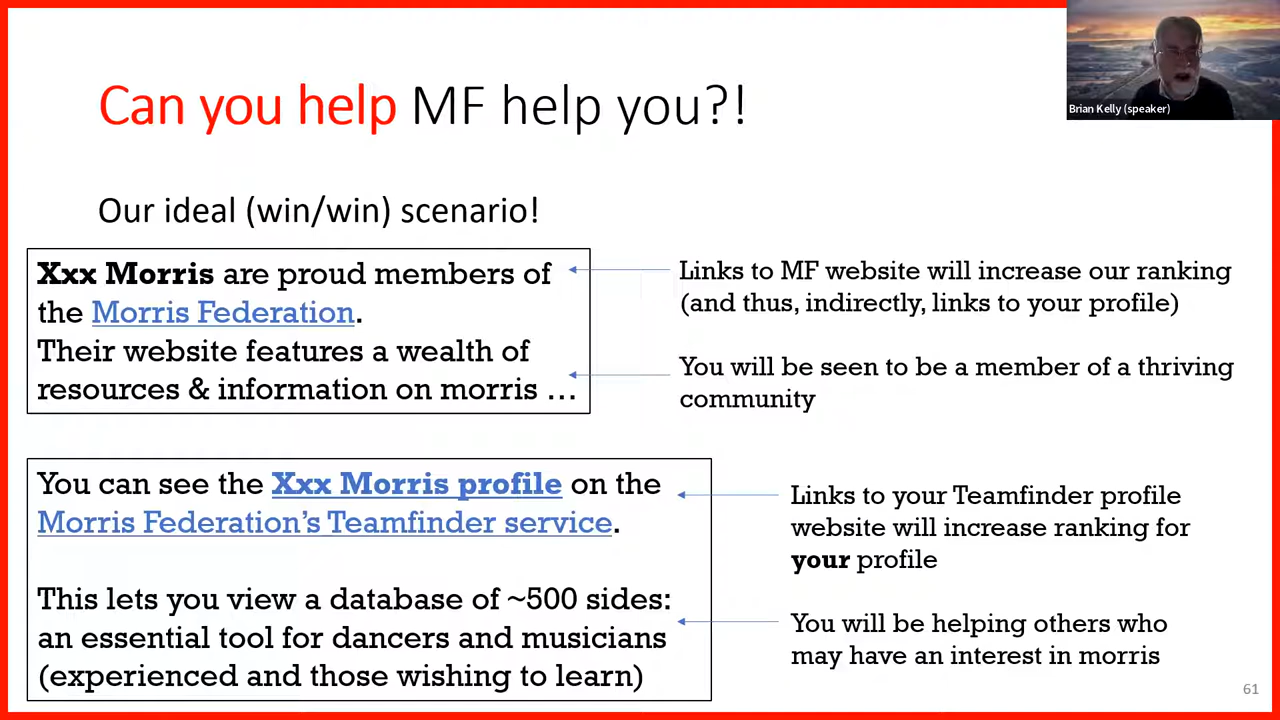 Can you help MF help you?!
Brian Kelly (speaker)
Our ideal (win/win) scenario!
Xxx Morris are proud members of
the Morris Federation.
Their website features a wealth of
resources & information on morris …
Links to MF website will increase our ranking
(and thus, indirectly, links to your profile)
You will be seen to be a member of a thriving
community
You can see the Xxx Morris profile on the
Morris Federation’s Teamfinder service.
This lets you view a database of ~500 sides:
an essential tool for dancers and musicians
(experienced and those wishing to learn)
Links to your Teamfinder profile
website will increase ranking for
your profile
You will be helping others who
may have an interest in morris
61